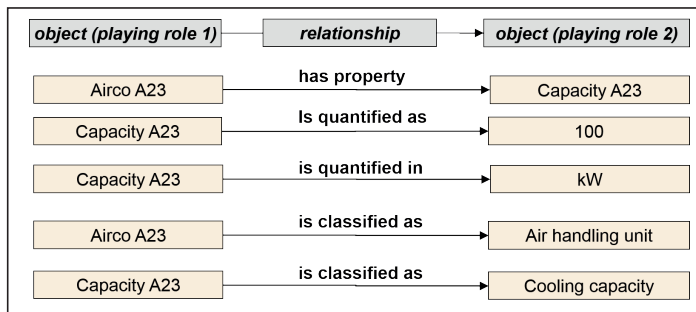 object (playing role 1) relationship object (playing role 2)
Airco A23 has property Capacity A23
Capacity A23 Is quantified as 100
Capacity A23 is quantified in kW
Airco A23 is classified as Air handling unit
Capacity A23 is classified as Cooling capacity